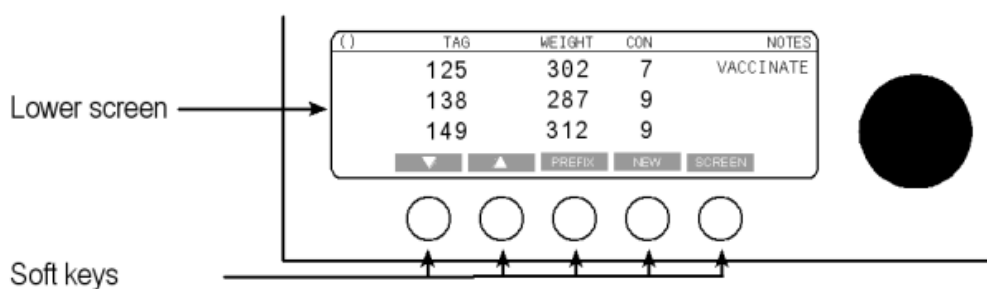 () TAG WEIGHT CON NOTES
125 302 7 VACCINATE
Lower screen 138 287 9
149 312 9
▼ ▲ PREFIX NEW SCREEN
Soft keys